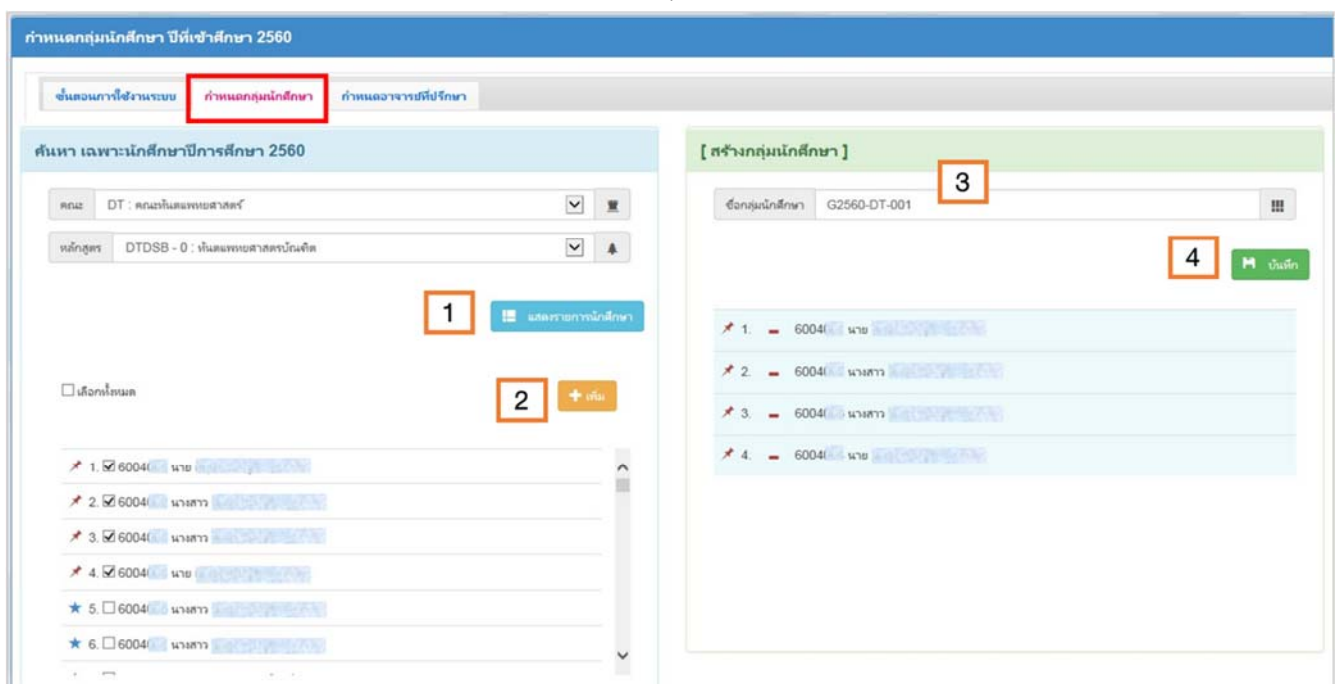 กำหนดกลุ่มนักศึกษา ปีที่เข้าศึกษา 2560
ขั้นตอนการใช้งานระบบ กำหนดกลุ่มนักศึกษา กำหนดอาจารย์ที่ปรึกษา
ค้นหา เฉพาะนักศึกษาปีการศึกษา 2560
คณะ DT : คณะทันตแพทยศาสตร์
หลักสูตร DTDSB - 0 : ทันตแพทยศาสตรบัณฑิต
1 แสดงรายการนักศึกษา
เลือกทั้งหมด
2 เพิ่ม
1. 6004 นาย
2. 6004 นางสาว
3. 6004 นางสาว
4. 6004 นาย
5. 6004 นางสาว
6. 6004 นางสาว
[ สร้างกลุ่มนักศึกษา ]
3
ชื่อกลุ่มนักศึกษา G2560-DT-001
4 บันทึก
1. 6004 นาย
2. 6004 นางสาว
3. 6004 นางสาว
4. 6004 นาย